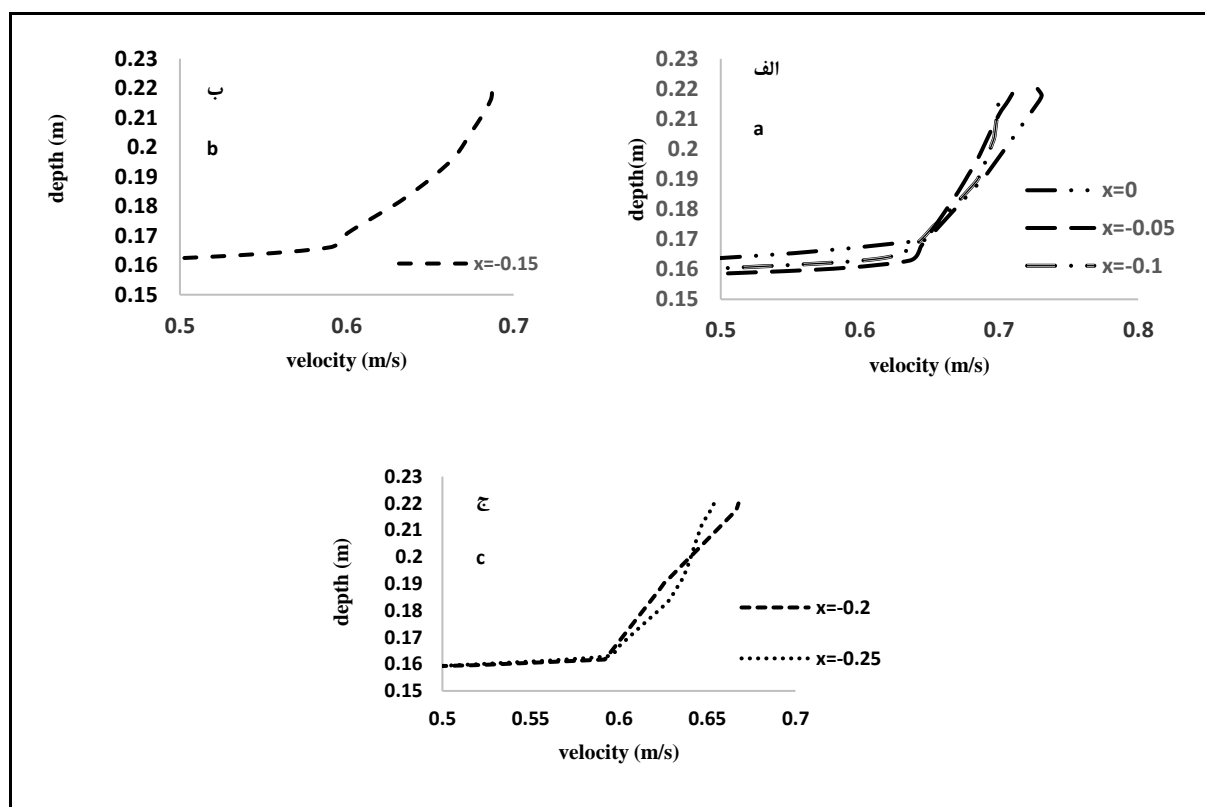 0.23
0.22
0.21
0.2
0.19
0.18
0.17
0.16
0.15
depth (m)
ب
b
x=-0.15
0.5 0.6 0.7
velocity (m/s)
0.23
0.22
0.21
0.2
0.19
0.18
0.17
0.16
0.15
depth(m)
الف
a
x=0
x=-0.05
x=-0.1
0.5 0.6 0.7 0.8
velocity (m/s)
0.23
0.22
0.21
0.2
0.19
0.18
0.17
0.16
0.15
depth (m)
ج
c
x=-0.2
x=-0.25
0.5 0.55 0.6 0.65 0.7
velocity (m/s)